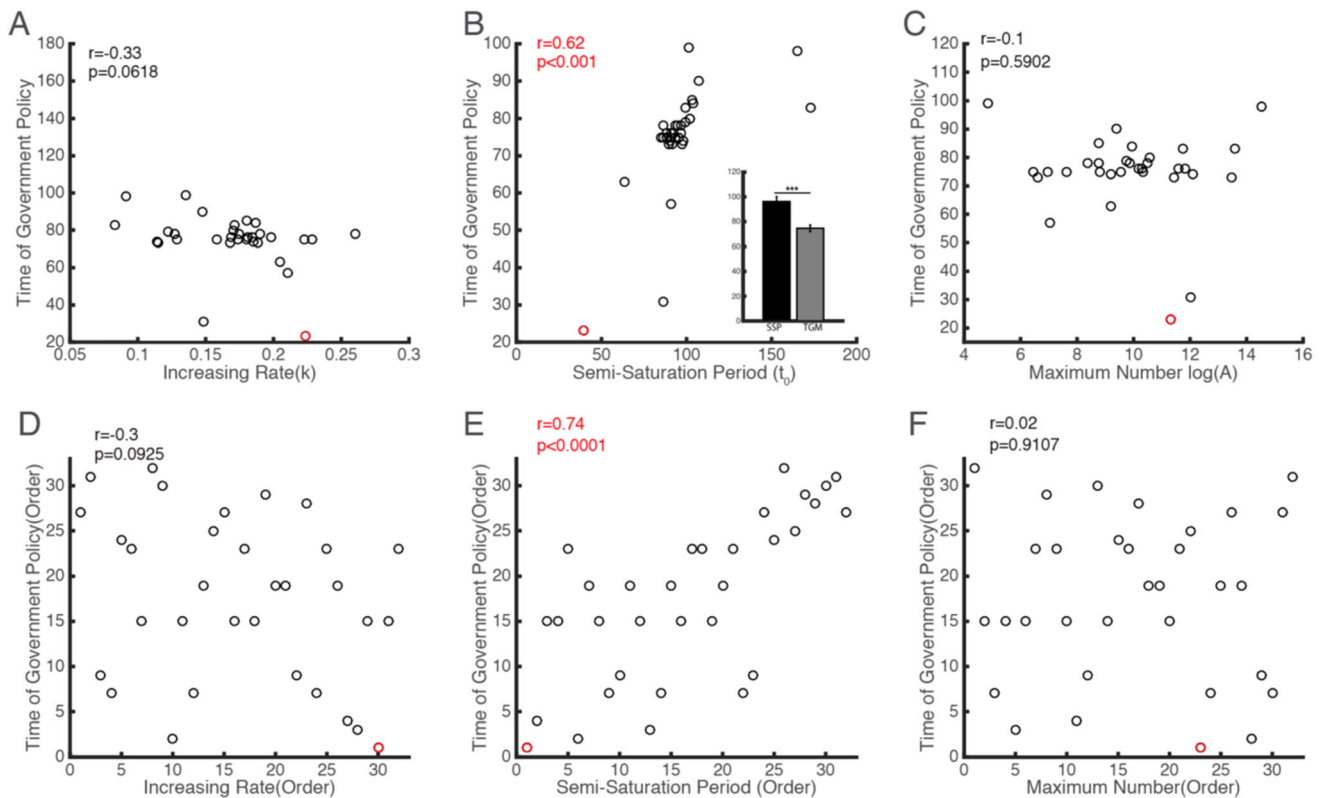 A
r=-0.33
p=0.0618
180
160
140
120
100
80
60
40
20
0.05 0.1 0.15 0.2 0.25 0.3
Time of Government Policy
Increasing Rate(k)
B
r=0.62
p<0.001
100
90
80
70
60
50
40
30
20
0 50 100 150 200
Time of Government Policy
Semi-Saturation Period (t0)
120
100
80
60
40
20
0
***
SSP TGM
C
r=-0.1
p=0.5902
120
110
100
90
80
70
60
50
40
30
20
4 6 8 10 12 14 16
Time of Government Policy
Maximum Number log(A)
D
r=-0.3
p=0.0925
30
25
20
15
10
5
0
0 5 10 15 20 25 30
Time of Government Policy(Order)
Increasing Rate(Order)
E
r=0.74
p<0.0001
30
25
20
15
10
5
0
0 5 10 15 20 25 30
Time of Government Policy(Order)
Semi-Saturation Period (Order)
F
r=0.02
p=0.9107
30
25
20
15
10
5
0
0 5 10 15 20 25 30
Time of Government Policy(Order)
Maximum Number(Order)